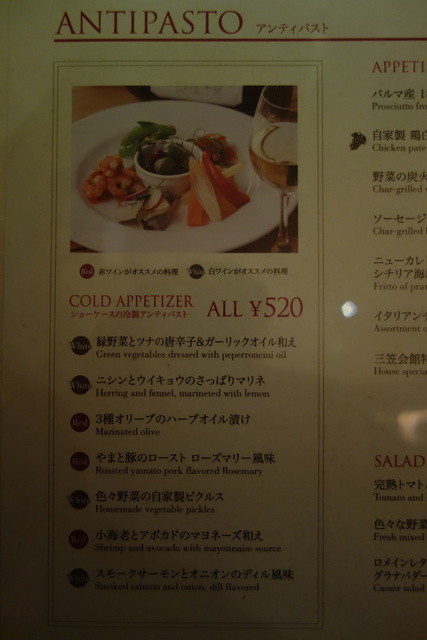 ANTIPASTO アンティパスト
Red 赤ワインがオススメの料理 White 白ワインがオススメの料理
COLD APPETIZER ALL ¥520
ショーケースの冷製アンティパスト
White 緑野菜とツナの唐辛子&ガーリックオイル和え
Green vegetables dressed with peperroncini oil
White ニシンとウイキョウのさっぱりマリネ
Herring and fennel, marineted with lemon
Red 3種オリーブのハーブオイル漬け
Marinated olive
Red やまと豚のロースト ローズマリー風味
Roasted yamato pork flavored Rosemary
White 色々野菜の自家製ピクルス
Homemade vegetable pickles
Red 小海老とアボカドのマヨネーズ和え
Shrimp and avocado with mayonnaise source
White スモークサーモンとオニオンのディル風味
Smoked salmon and onion, dill flavored
APPETI
パルマ産
Prosciutto fro
自家製 鶏白
Chicken pate
野菜の炭火
Char-grilled
ソーセージ
Char-grilled
ニューカレ
シチリア海
Fritto of pra
イタリアン
Assortment o
三笠会館特
House specia
SALAD
完熟トマト
Tomato and
色々な野菜
Fresh mixed
ロメインレタ
グラナパダー
Caeser salad